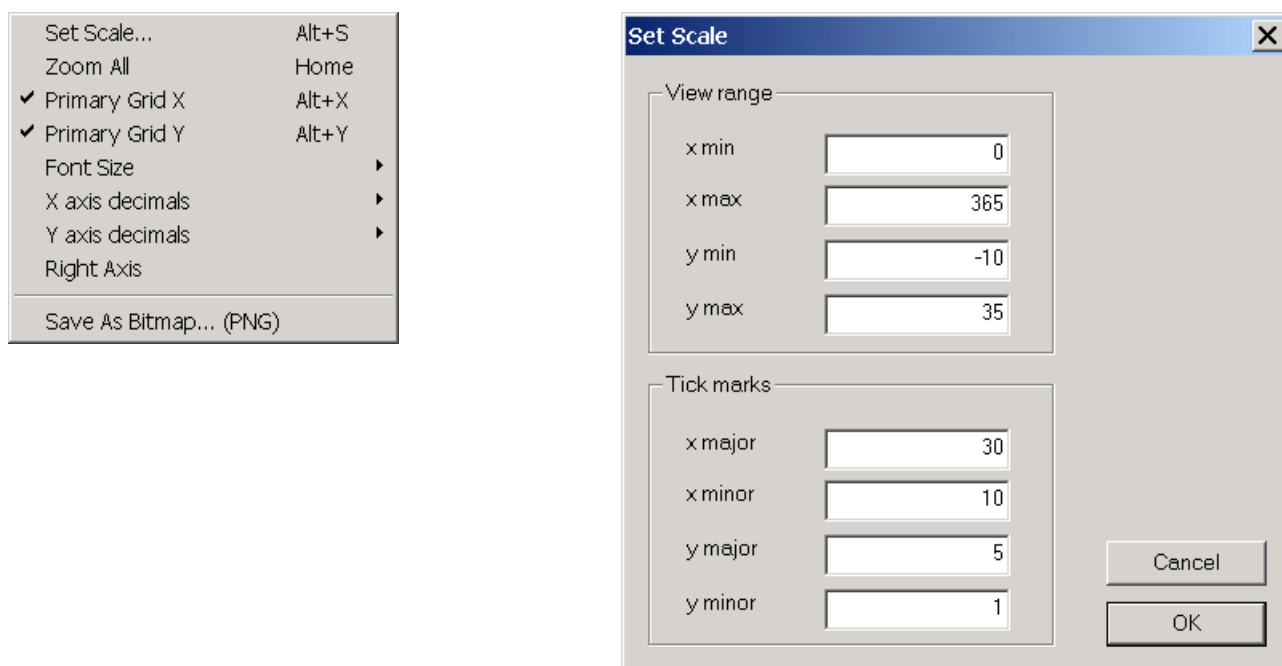 Set Scale... Alt+S
Zoom All Home
Primary Grid X Alt+X
Primary Grid Y Alt+Y
Font Size
X axis decimals
Y axis decimals
Right Axis
Save As Bitmap... (PNG)
Set Scale
View range
x min 0
x max 365
y min -10
y max 35
Tick marks
x major 30
x minor 10
y major 5
y minor 1
Cancel
OK